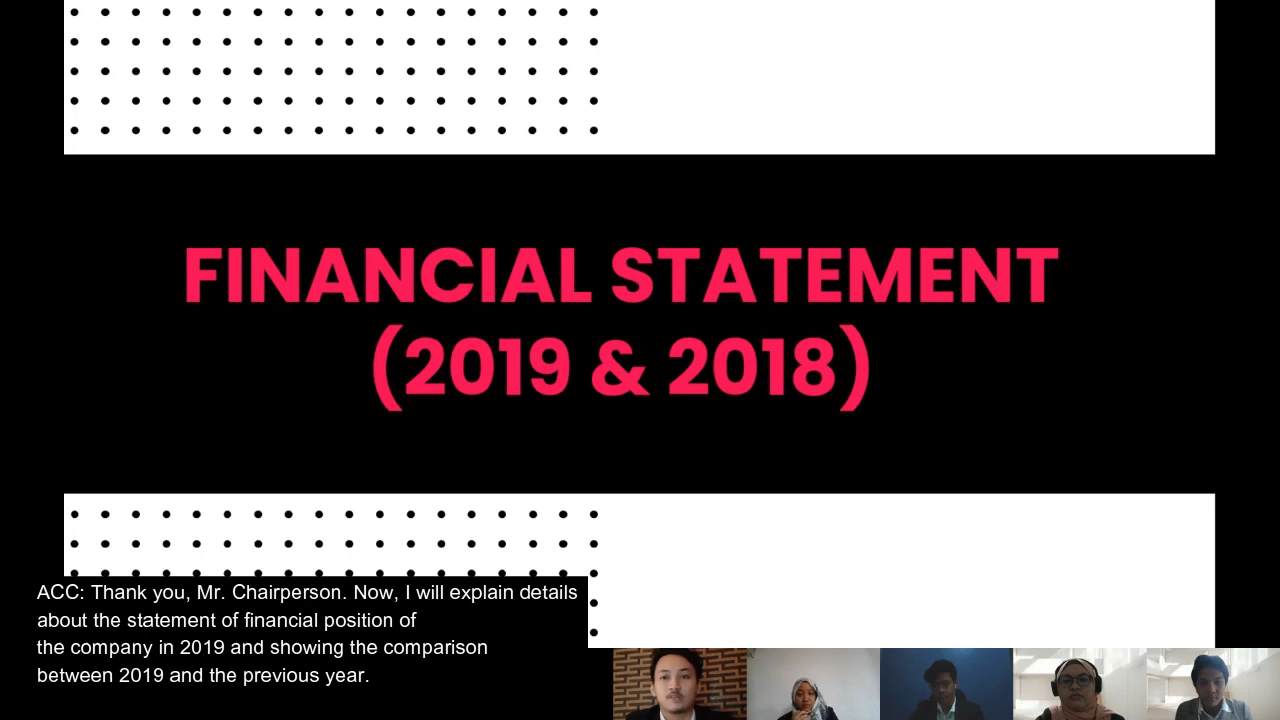 FINANCIAL STATEMENT
(2019 & 2018)
ACC: Thank you, Mr. Chairperson. Now, I will explain details
about the statement of financial position of
the company in 2019 and showing the comparison
between 2019 and the previous year.